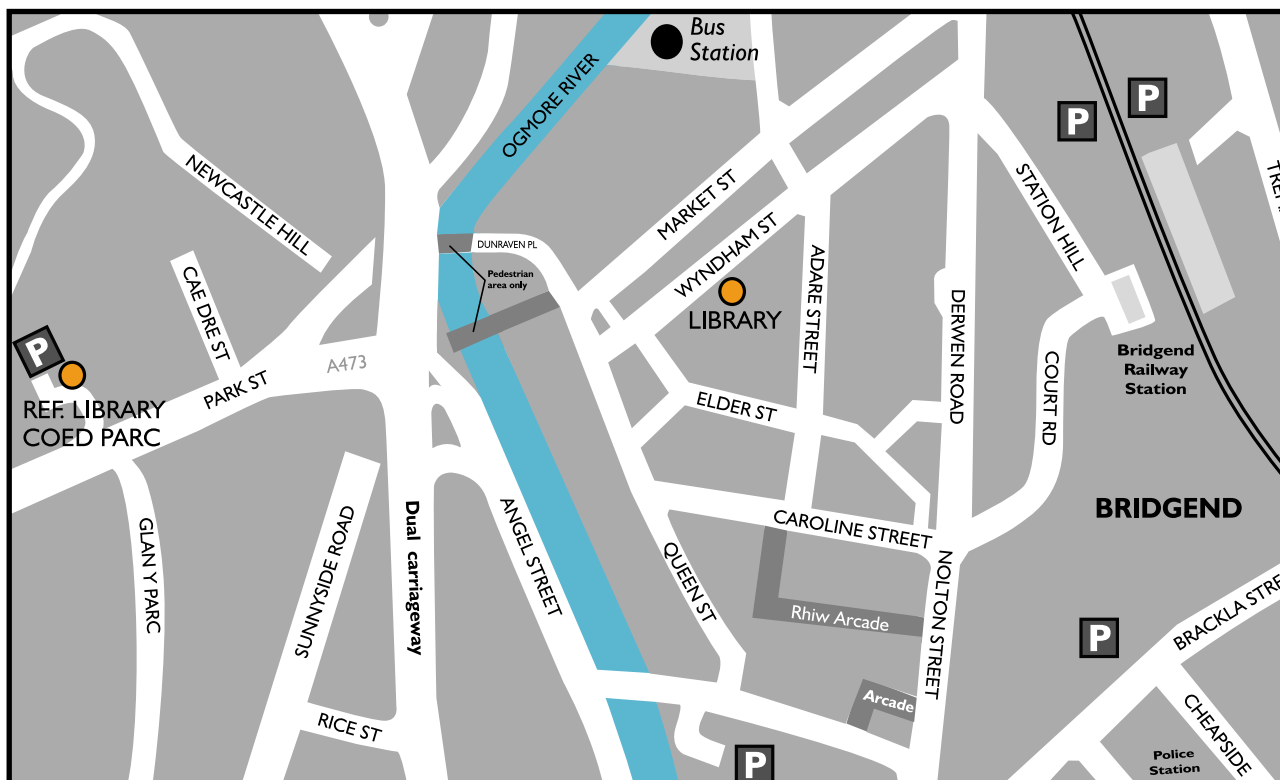 Bus
Station
OGMORE RIVER
P
P
NEWCASTLE HILL
MARKET ST
STATION HILL
DUNRAVEN PL
WYNDHAM ST
Pedestrian
area only
CAE DRE ST
ADARE STREET
DERWEN ROAD
LIBRARY
P
A473
PARK ST
Bridgend
Railway
Station
COURT RD
REF. LIBRARY
COED PARC
ELDER ST
BRIDGEND
CAROLINE STREET
GLAN Y PARC
SUNNYSIDE ROAD
Dual carriageway
ANGEL STREET
QUEEN ST
NOLTON STREET
Rhiw Arcade
P
BRACKLA STRE
Arcade
RICE ST
CHEAPSIDE
Police
Station
P